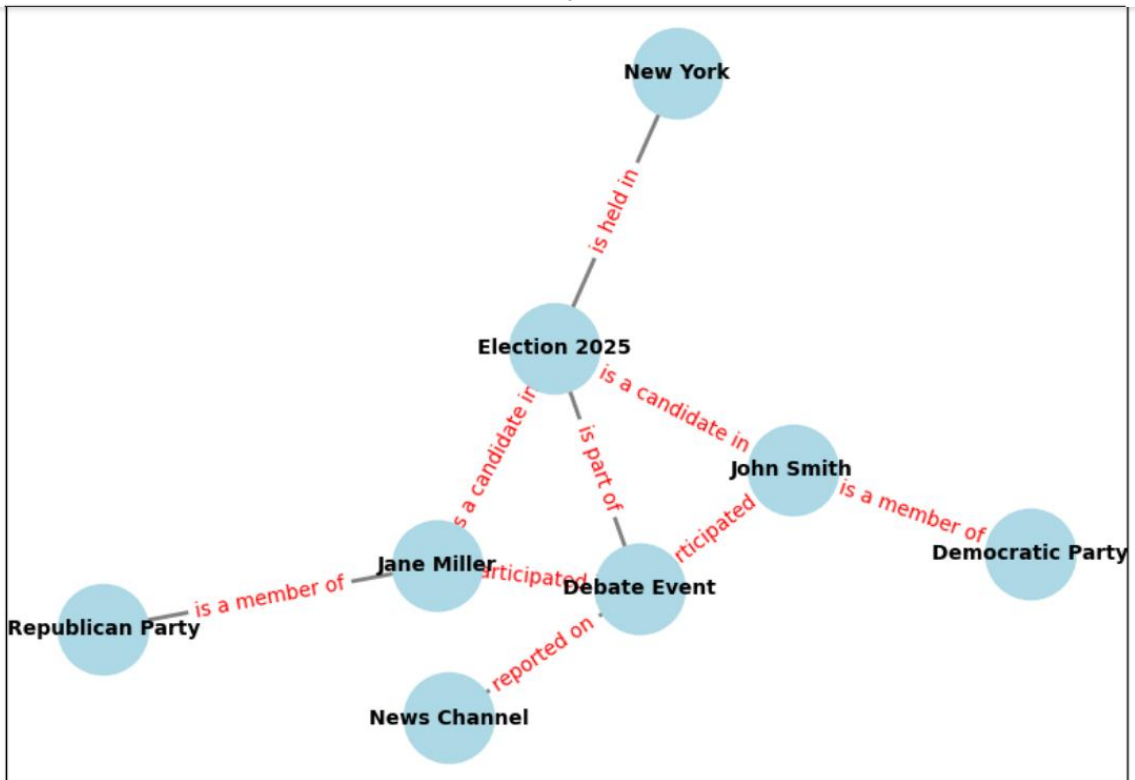 New York
is held in
Election 2025
is a candidate in
is a candidate in
is part of
John Smith
is a member of
rticipated
Democratic Party
Jane Miller
articipated
Debate Event
is a member of
Republican Party
reported on
News Channel